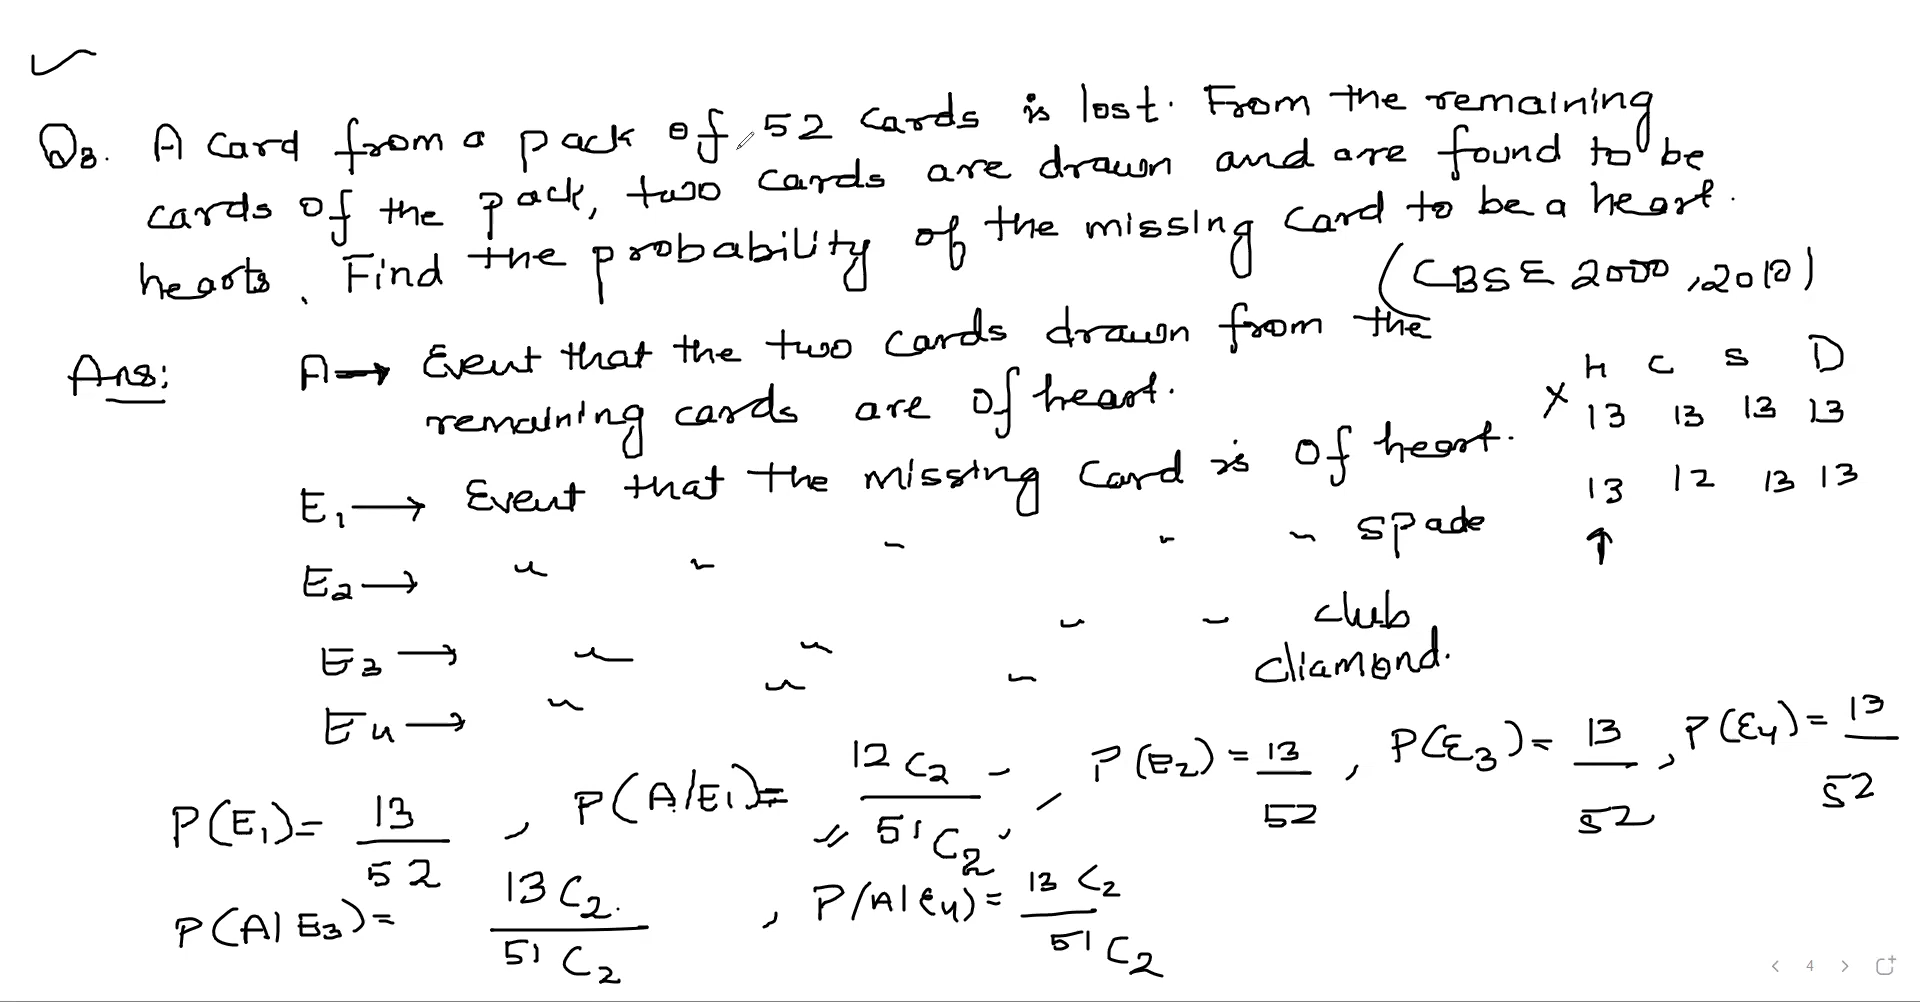 Q3. A card from a pack of 52 cards is lost. From the remaining
cards of the pack, two cards are drawn and are found to be
hearts. Find the probability of the missing card to be a heart.
(CBSE 2000, 2010)
Ans: A → Event that the two cards drawn from the
remaining cards are of heart.
H C S D
X 13 13 13 13
E1 → Event that the missing card is of heart.
13 12 13 13
↑
E2 → " " " " " spade
E3 → " " " " club
E4 → " " " diamond.
P(E1) = 13/52, P(A/E1) = 12C2/51C2, P(E2) = 13/52, P(E3) = 13/52, P(E4) = 13/52
P(A|E3) = 13C2/51C2, P(A|E4) = 13C2/51C2
4